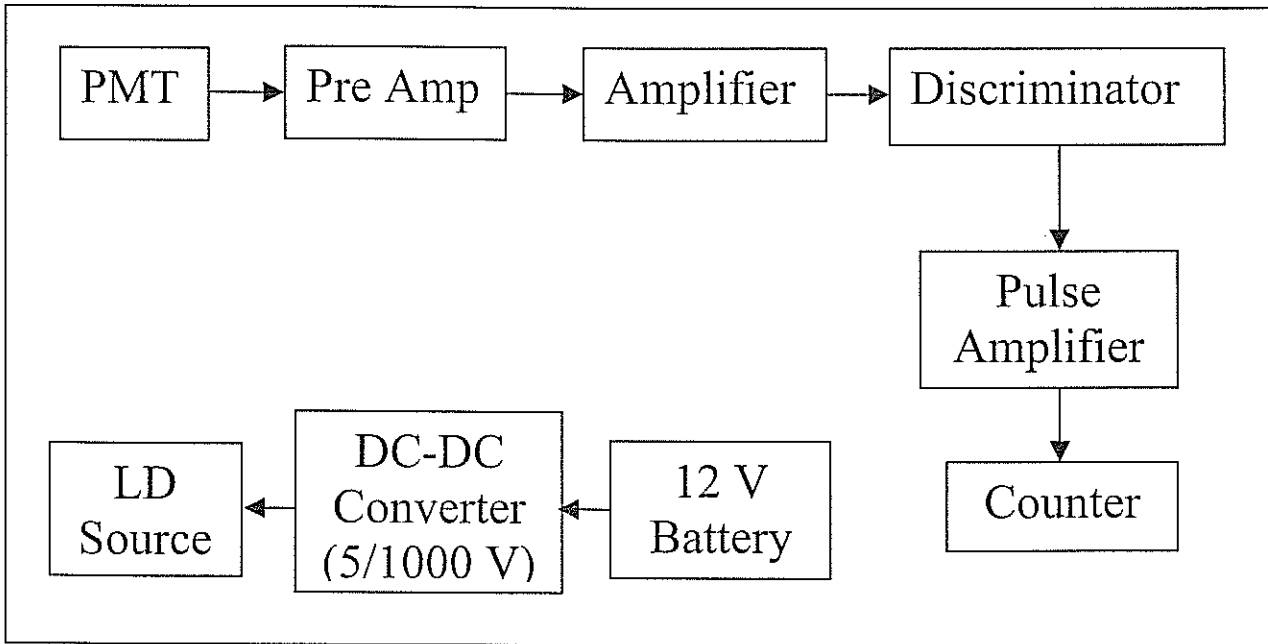 PMT
Pre Amp
Amplifier
Discriminator
Pulse
Amplifier
LD
Source
DC-DC
Converter
(5/1000 V)
12 V
Battery
Counter